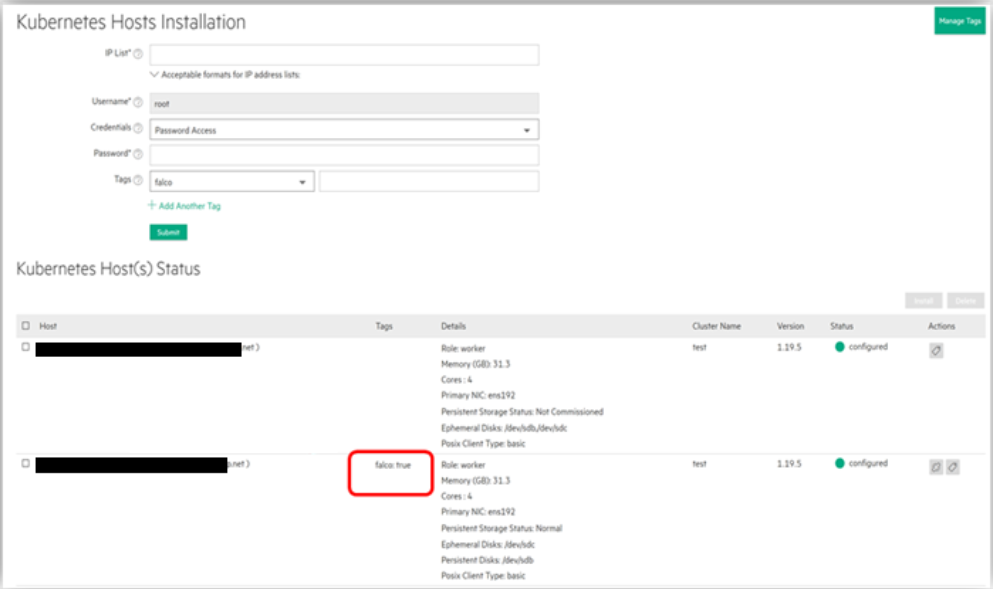 Kubernetes Hosts Installation
Manage Tags
IP List*
Acceptable formats for IP address lists:
Username* root
Credentials Password Access
Password*
Tags falco
Add Another Tag
Submit
Kubernetes Host(s) Status
Install Delete
Host Tags Details Cluster Name Version Status Actions
.net) Role: worker test 1.19.5 configured
Memory (GB): 31.3
Cores : 4
Primary NIC: ens192
Persistent Storage Status: Not Commissioned
Ephemeral Disks: /dev/sdb,/dev/sdc
Posix Client Type: basic
.net) falco: true Role: worker test 1.19.5 configured
Memory (GB): 31.3
Cores : 4
Primary NIC: ens192
Persistent Storage Status: Normal
Ephemeral Disks: /dev/sdc
Persistent Disks: /dev/sdb
Posix Client Type: basic